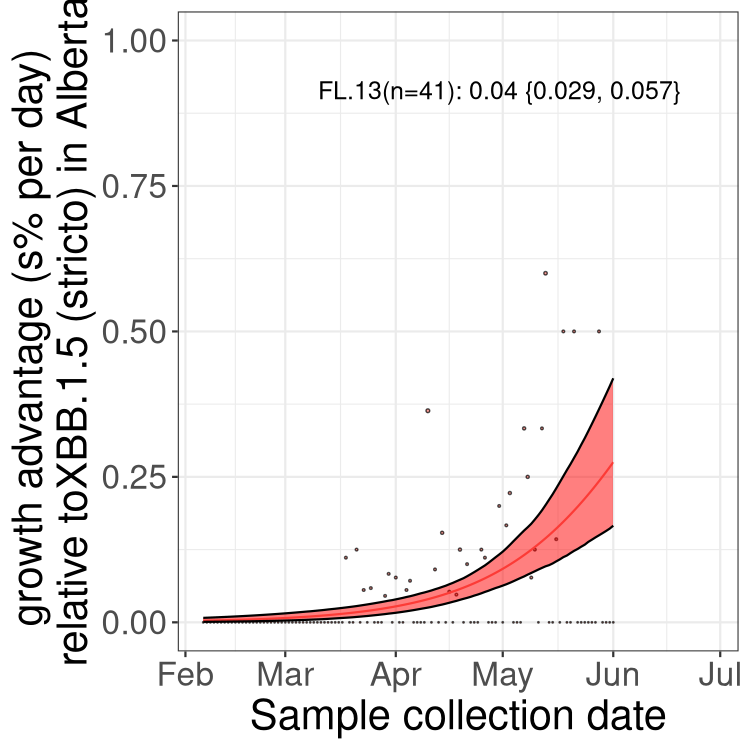 growth advantage (s% per day)
relative toXBB.1.5 (stricto) in Alberta
1.00
0.75
0.50
0.25
0.00
FL.13(n=41): 0.04 {0.029, 0.057}
Feb Mar Apr May Jun Jul
Sample collection date